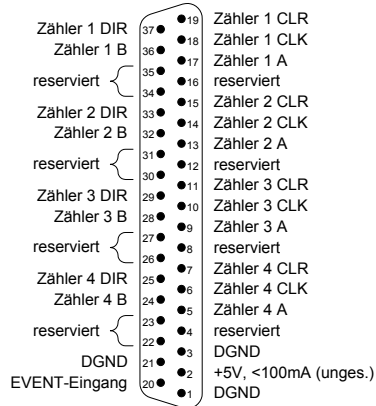 Zähler 1 DIR 37 19 Zähler 1 CLR
Zähler 1 B 36 18 Zähler 1 CLK
35 17 Zähler 1 A
reserviert 34 16 reserviert
Zähler 2 DIR 33 15 Zähler 2 CLR
Zähler 2 B 32 14 Zähler 2 CLK
31 13 Zähler 2 A
reserviert 30 12 reserviert
Zähler 3 DIR 29 11 Zähler 3 CLR
Zähler 3 B 28 10 Zähler 3 CLK
27 9 Zähler 3 A
reserviert 26 8 reserviert
Zähler 4 DIR 25 7 Zähler 4 CLR
Zähler 4 B 24 6 Zähler 4 CLK
23 5 Zähler 4 A
reserviert 22 4 reserviert
DGND 21 3 DGND
EVENT-Eingang 20 2 +5V, <100mA (unges.)
1 DGND